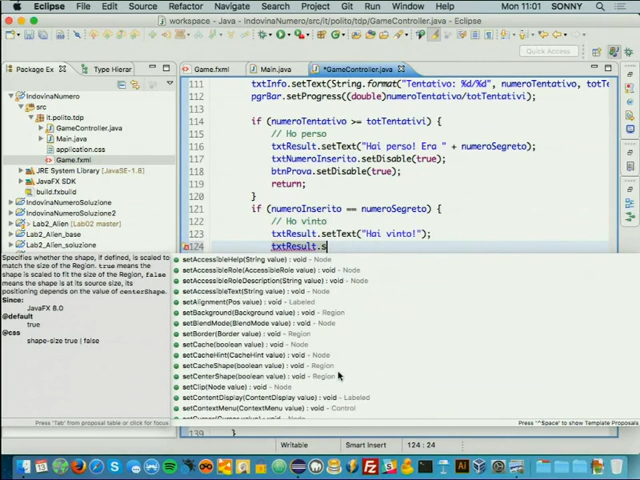 Eclipse File Edit Source Refactor Navigate Search Project Run Window Help Mon 11:01 SONNY
workspace - Java - IndovinaNumero/src/it/polito/tdp/GameController.java - Eclipse
Quick Access
Package Ex Type Hierar
Game.fxml Main.java *GameController.java
IndovinaNumero
src
it.polito.tdp
GameController.java
Main.java
application.css
Game.fxml
JRE System Library [JavaSE-1.8]
JavaFX SDK
build.fxbuild
IndovinaNumeroSoluzione
IndovinaNumeroSoluzione2
Lab2_Alien [Lab02 master]
Lab2_Alien_soluzione
111 txtInfo.setText(String.format("Tentativo: %d/%d", numeroTentativo, totTe
112 pgrBar.setProgress((double)numeroTentativo/totTentativi);
113
114 if (numeroTentativo >= totTentativi) {
115 // Ho perso
116 txtResult.setText("Hai perso! Era " + numeroSegreto);
117 txtNumeroInserito.setDisable(true);
118 btnProva.setDisable(true);
119 return;
120 }
121 if (numeroInserito == numeroSegreto) {
122 // Ho vinto
123 txtResult.setText("Hai vinto!");
124 txtResult.s
Specifies whether the shape, if defined, is scaled to
match the size of the Region. true means the
shape is scaled to fit the size of the Region, false
means the shape is at its source size, its
positioning depends on the value of centerShape.
Since:
JavaFX 8.0
@default
true
@css
shape-size true | false
Press 'Tab' from proposal table or click for focus
setAccessibleHelp(String value) : void - Node
setAccessibleRole(AccessibleRole value) : void - Node
setAccessibleRoleDescription(String value) : void - Node
setAccessibleText(String value) : void - Node
setAlignment(Pos value) : void - Labeled
setBackground(Background value) : void - Region
setBlendMode(BlendMode value) : void - Node
setBorder(Border value) : void - Region
setCache(boolean value) : void - Node
setCacheHint(CacheHint value) : void - Node
setCacheShape(boolean value) : void - Region
setCenterShape(boolean value) : void - Region
setClip(Node value) : void - Node
setContentDisplay(ContentDisplay value) : void - Labeled
setContextMenu(ContextMenu value) : void - Control
setCursor(Cursor value) : void - Node
Press '^Space' to show Template Proposals
139 }
Writable Smart Insert 124 : 24